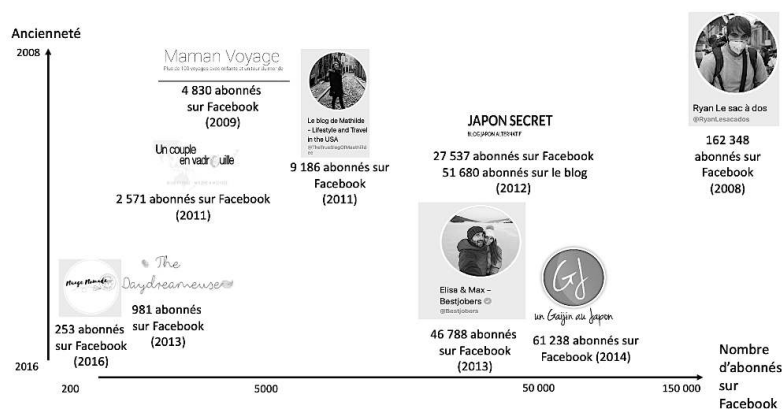 Ancienneté
2008
Maman Voyage
4 830 abonnés
sur Facebook
(2009)
Le blog de Mathilde
– Lifestyle and Travel
in the USA
9 186 abonnés sur
Facebook
(2011)
JAPON SECRET
BLOG JAPON ALTERNATIF
27 537 abonnés sur Facebook
51 680 abonnés sur le blog
(2012)
Ryan Le sac à dos
@RyanLesacados
162 348
abonnés sur
Facebook
(2008)
Un couple
en vadrouille
2 571 abonnés sur Facebook
(2011)
The
Daydreameuse
981 abonnés
sur Facebook
(2013)
253 abonnés
sur Facebook
(2016)
Elisa & Max –
Bestjobers
@Bestjobers
46 788 abonnés
sur Facebook
(2013)
GJ
un Gaijin au Japon
61 238 abonnés sur
Facebook (2014)
2016
200
5000
50 000
150 000
Nombre
d'abonnés
sur
Facebook